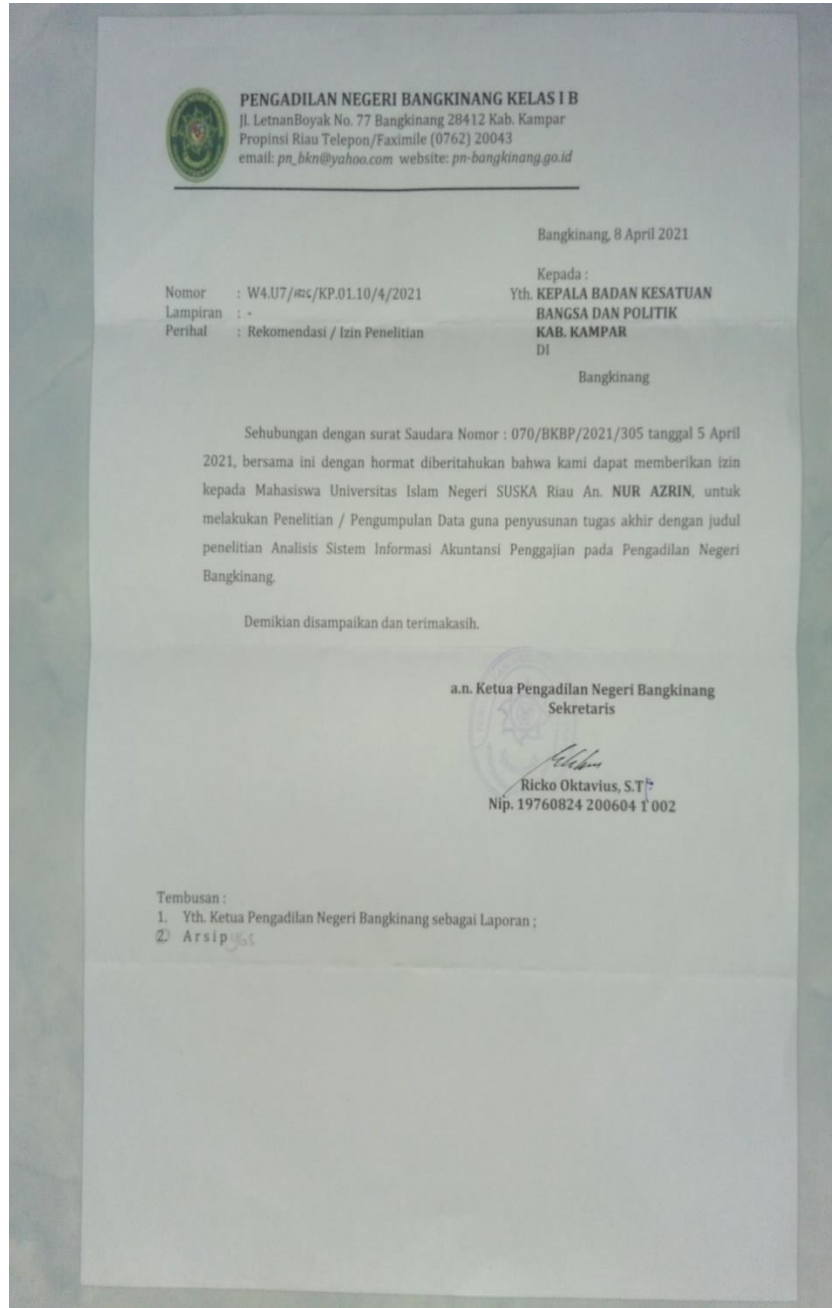 PENGADILAN NEGERI BANGKINANG KELAS I B
Jl. LetnanBoyak No. 77 Bangkinang 28412 Kab. Kampar
Propinsi Riau Telepon/Faximile (0762) 20043
email: pn_bkn@yahoo.com website: pn-bangkinang.go.id
Bangkinang, 8 April 2021
Kepada :
Nomor : W4.U7/ /KP.01.10/4/2021
Yth. KEPALA BADAN KESATUAN
Lampiran : -
BANGSA DAN POLITIK
Perihal : Rekomendasi / Izin Penelitian
KAB. KAMPAR
DI
Bangkinang
Sehubungan dengan surat Saudara Nomor : 070/BKBP/2021/305 tanggal 5 April
2021, bersama ini dengan hormat diberitahukan bahwa kami dapat memberikan izin
kepada Mahasiswa Universitas Islam Negeri SUSKA Riau An. NUR AZRIN, untuk
melakukan Penelitian / Pengumpulan Data guna penyusunan tugas akhir dengan judul
penelitian Analisis Sistem Informasi Akuntansi Penggajian pada Pengadilan Negeri
Bangkinang.
Demikian disampaikan dan terimakasih.
a.n. Ketua Pengadilan Negeri Bangkinang
Sekretaris
Ricko Oktavius, S.T
Nip. 19760824 200604 1 002
Tembusan :
1. Yth. Ketua Pengadilan Negeri Bangkinang sebagai Laporan ;
2. A r s i p